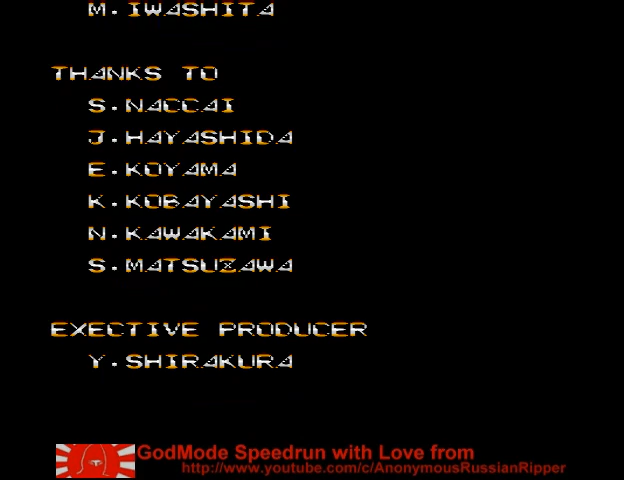 M.IWASHITA
THANKS TO
S.NACCAI
J.HAYASHIDA
E.KOYAMA
K.KOBAYASHI
N.KAWAKAMI
S.MATSUZAWA
EXECTIVE PRODUCER
Y.SHIRAKURA
GodMode Speedrun with Love from
http://www.youtube.com/c/AnonymousRussianRipper